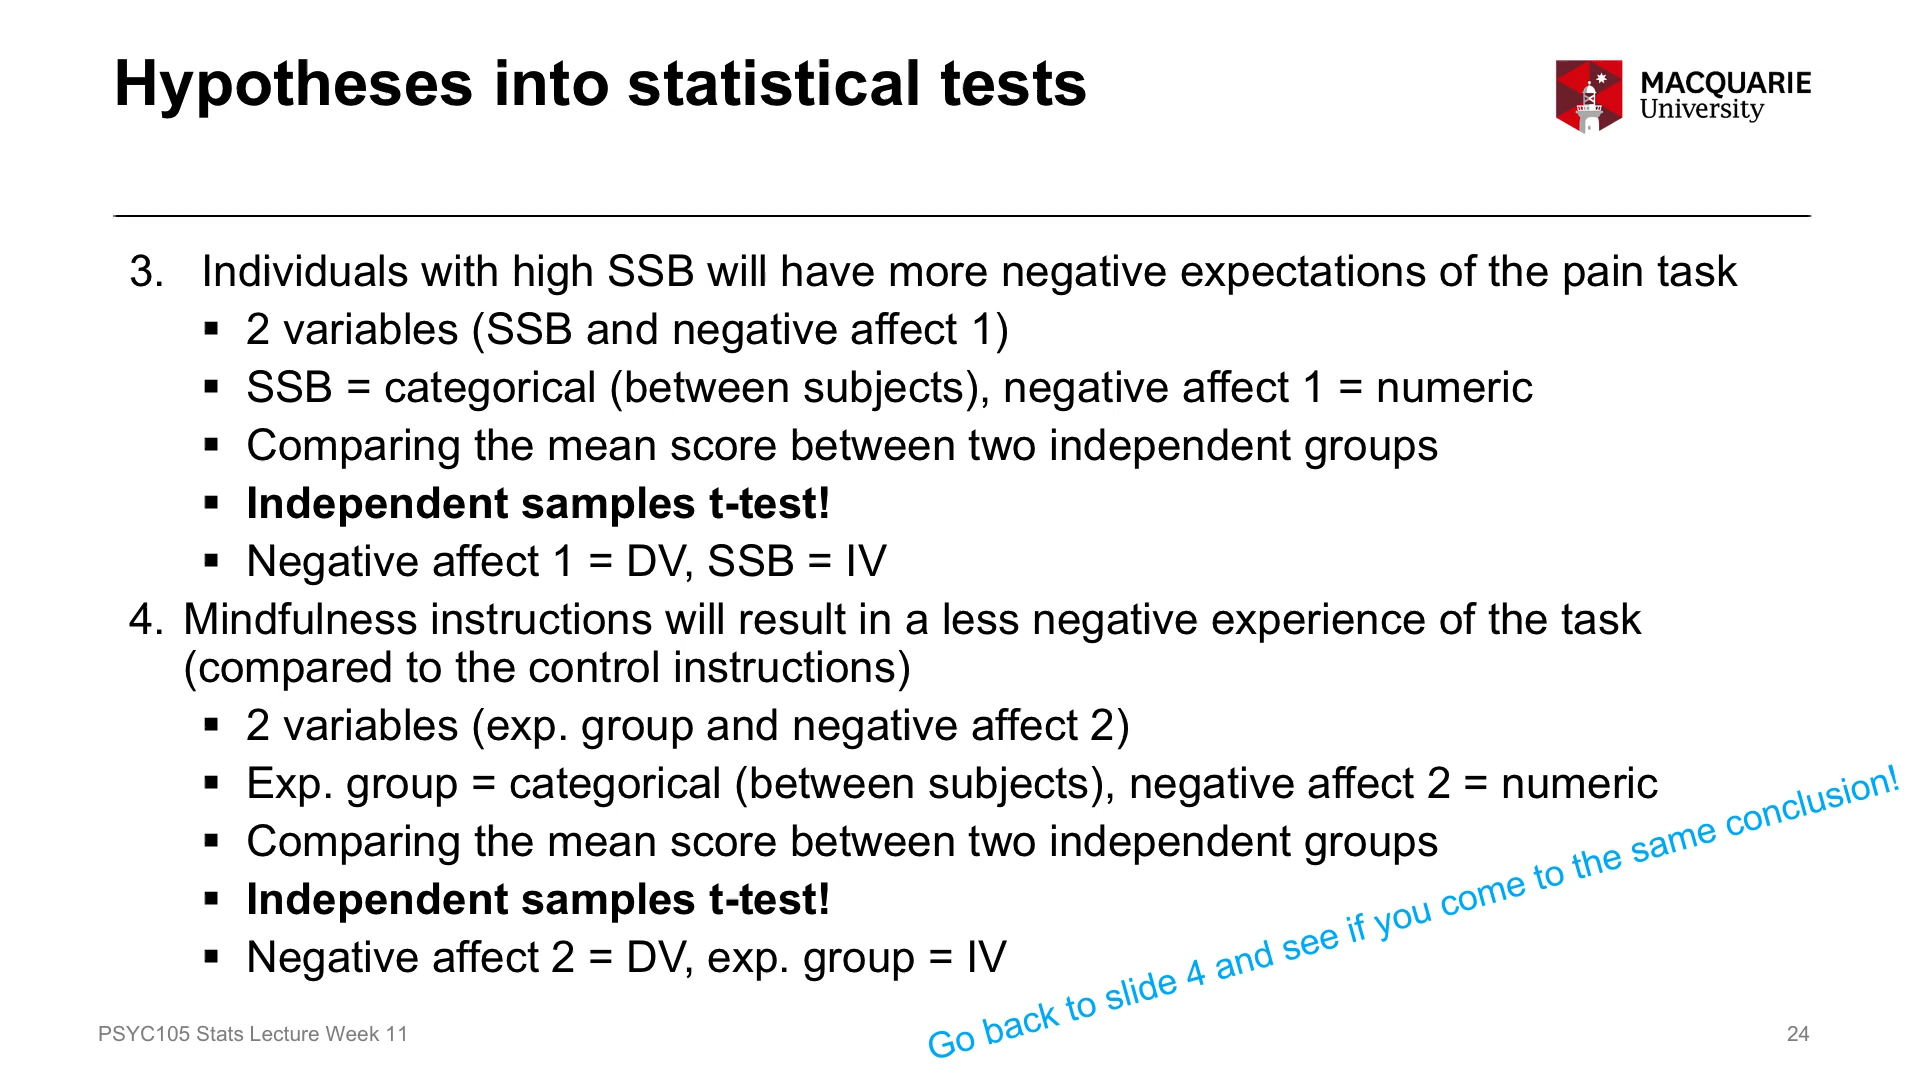 Hypotheses into statistical tests
MACQUARIE
University
3. Individuals with high SSB will have more negative expectations of the pain task
▪ 2 variables (SSB and negative affect 1)
▪ SSB = categorical (between subjects), negative affect 1 = numeric
▪ Comparing the mean score between two independent groups
▪ Independent samples t-test!
▪ Negative affect 1 = DV, SSB = IV
4. Mindfulness instructions will result in a less negative experience of the task
(compared to the control instructions)
▪ 2 variables (exp. group and negative affect 2)
▪ Exp. group = categorical (between subjects), negative affect 2 = numeric
▪ Comparing the mean score between two independent groups
▪ Independent samples t-test!
▪ Negative affect 2 = DV, exp. group = IV
Go back to slide 4 and see if you come to the same conclusion!
PSYC105 Stats Lecture Week 11
24